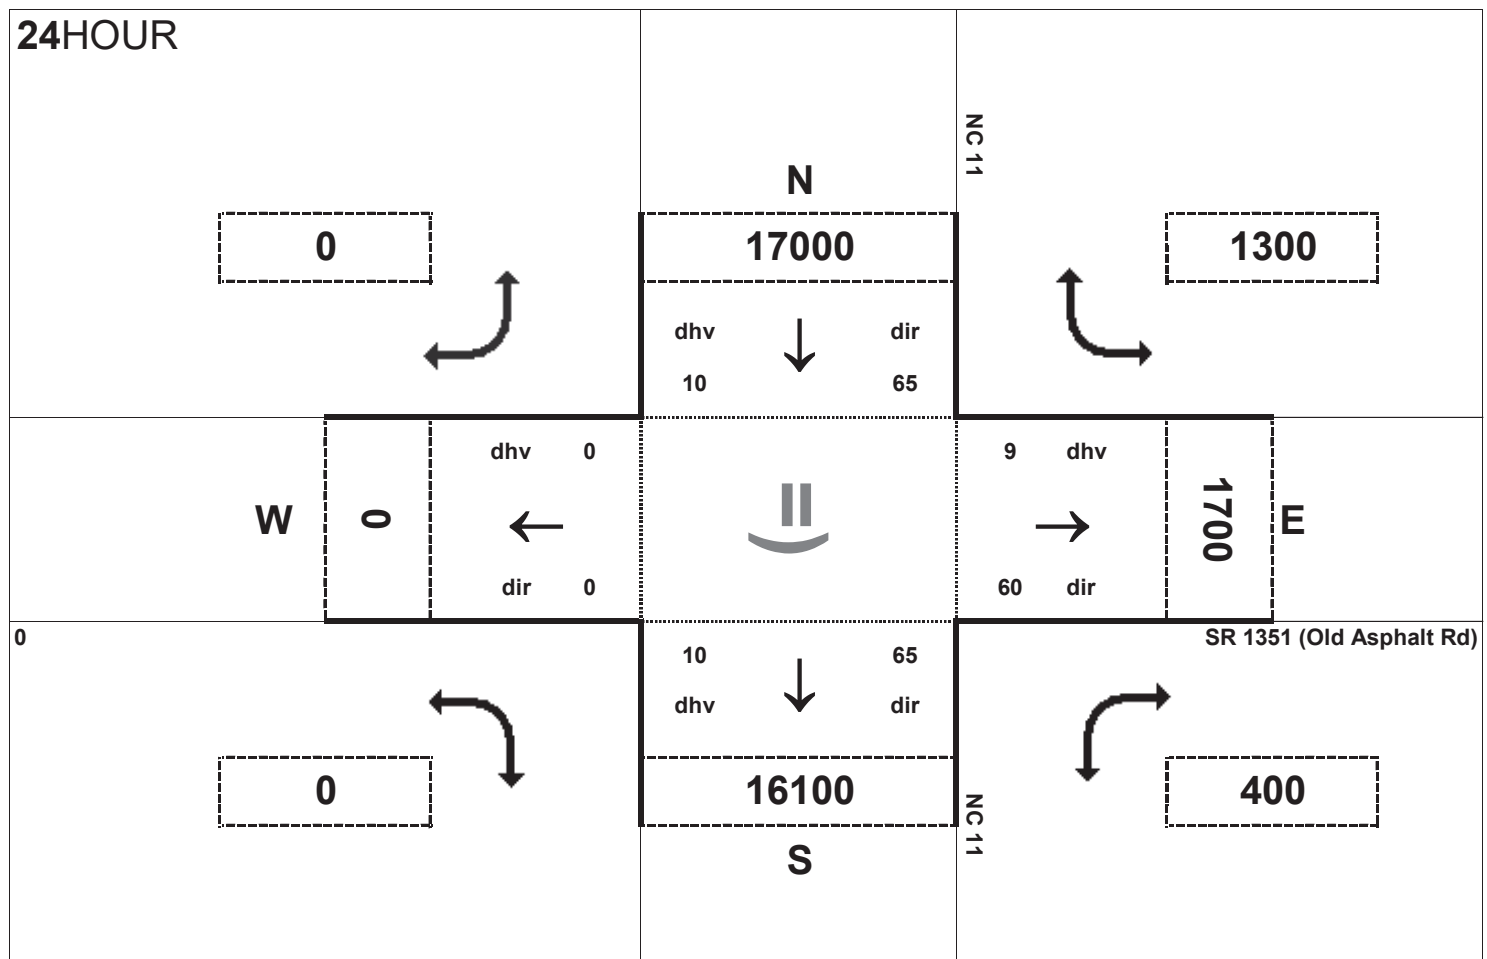 24HOUR
NC 11
N
0
17000
1300
dhv
dir
10
65
dhv 0
9 dhv
W
0
1700
E
dir 0
60 dir
0
SR 1351 (Old Asphalt Rd)
10
65
dhv
dir
0
16100
400
NC 11
S